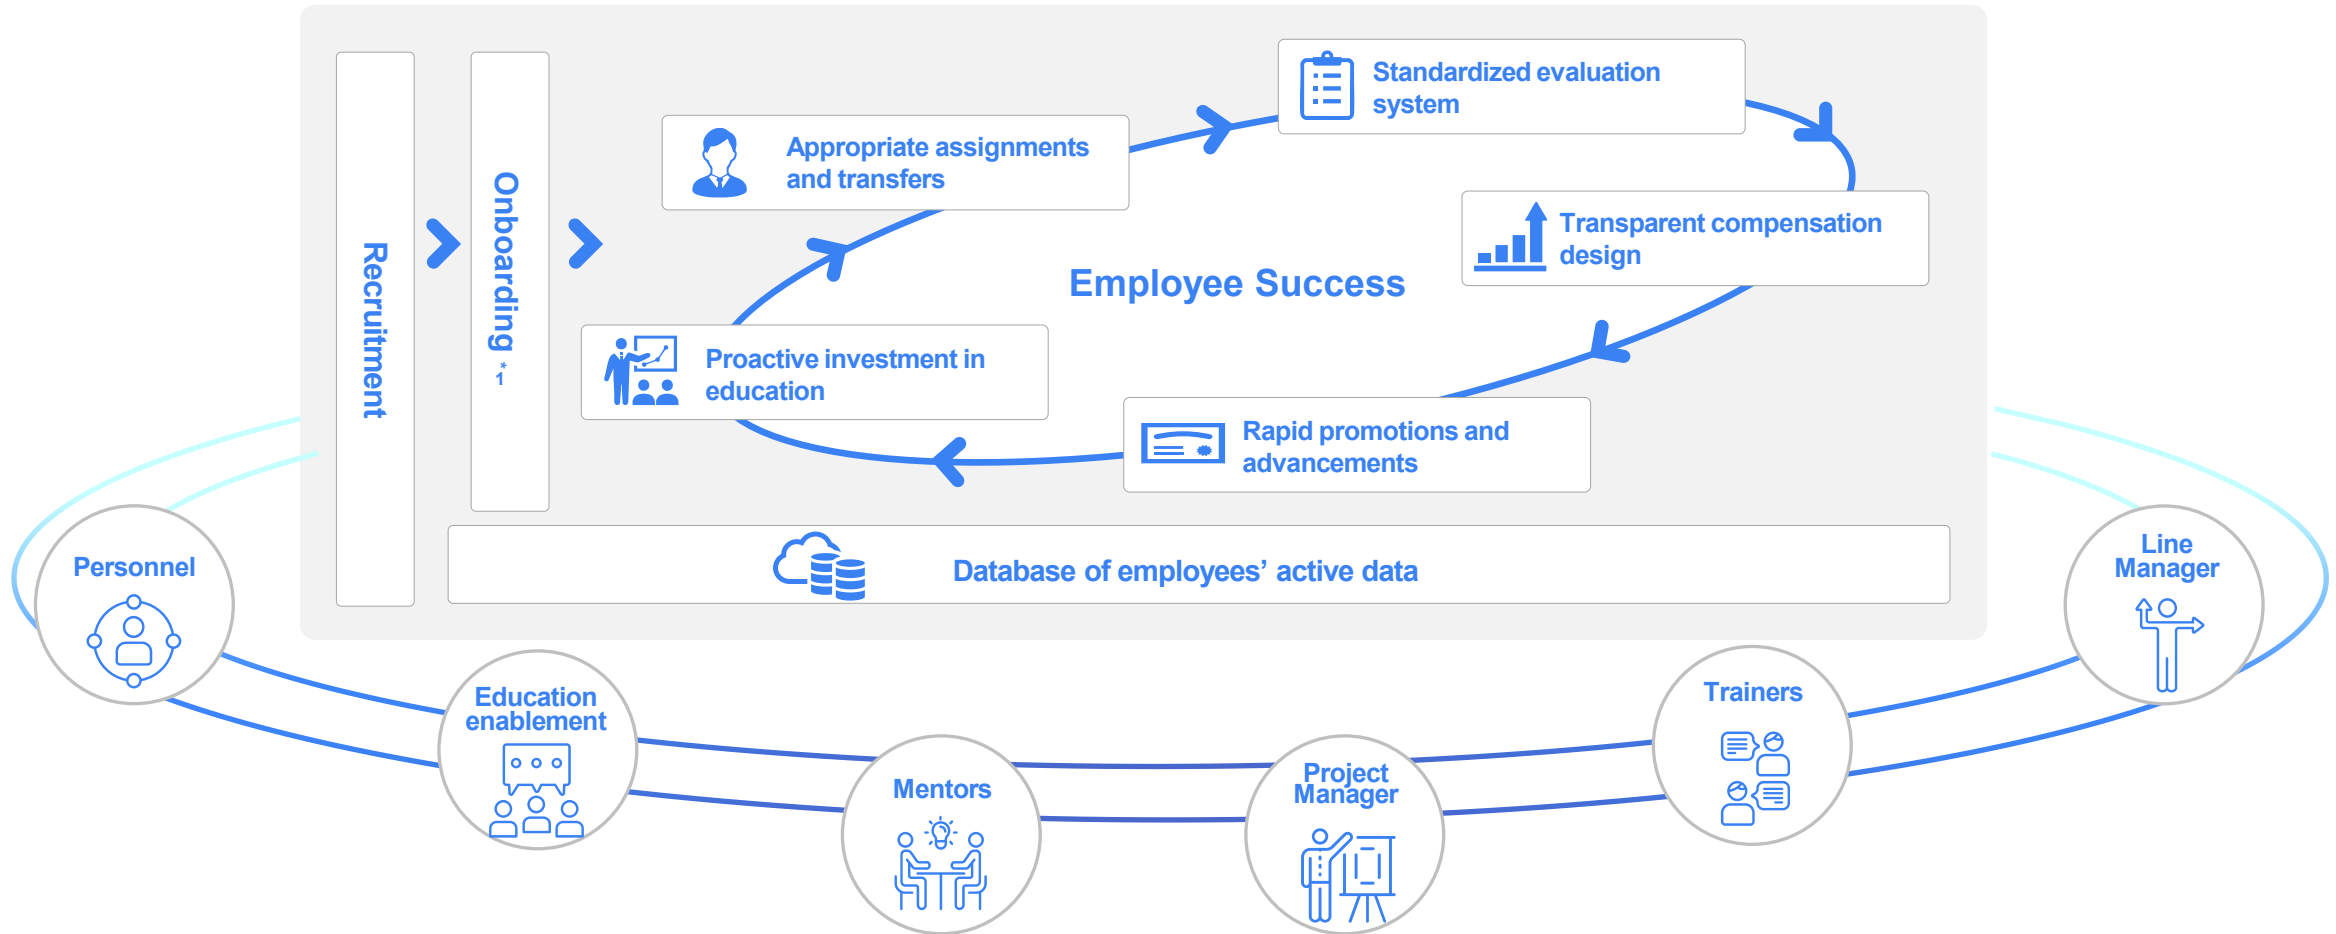 Recruitment
Onboarding *1
Appropriate assignments
and transfers
Standardized evaluation
system
Transparent compensation
design
Employee Success
Proactive investment in
education
Rapid promotions and
advancements
Database of employees’ active data
Personnel
Education
enablement
Mentors
Project
Manager
Trainers
Line
Manager